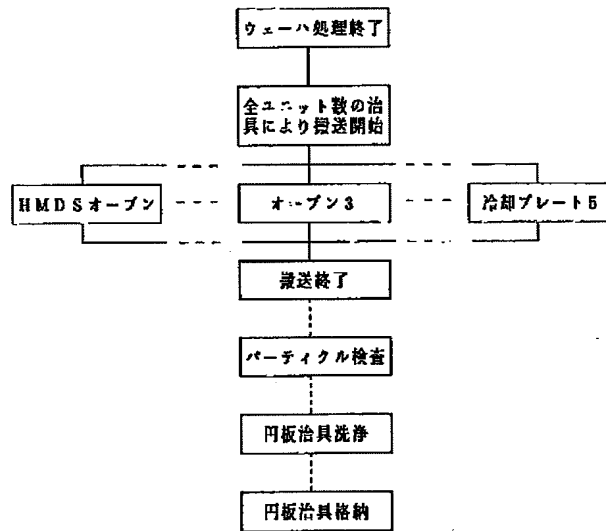 ウェーハ処理終了
全ユニット数の治
具により搬送開始
HMDSオーブン
オーブン3
冷却プレート5
搬送終了
パーティクル検査
円板治具洗浄
円板治具格納